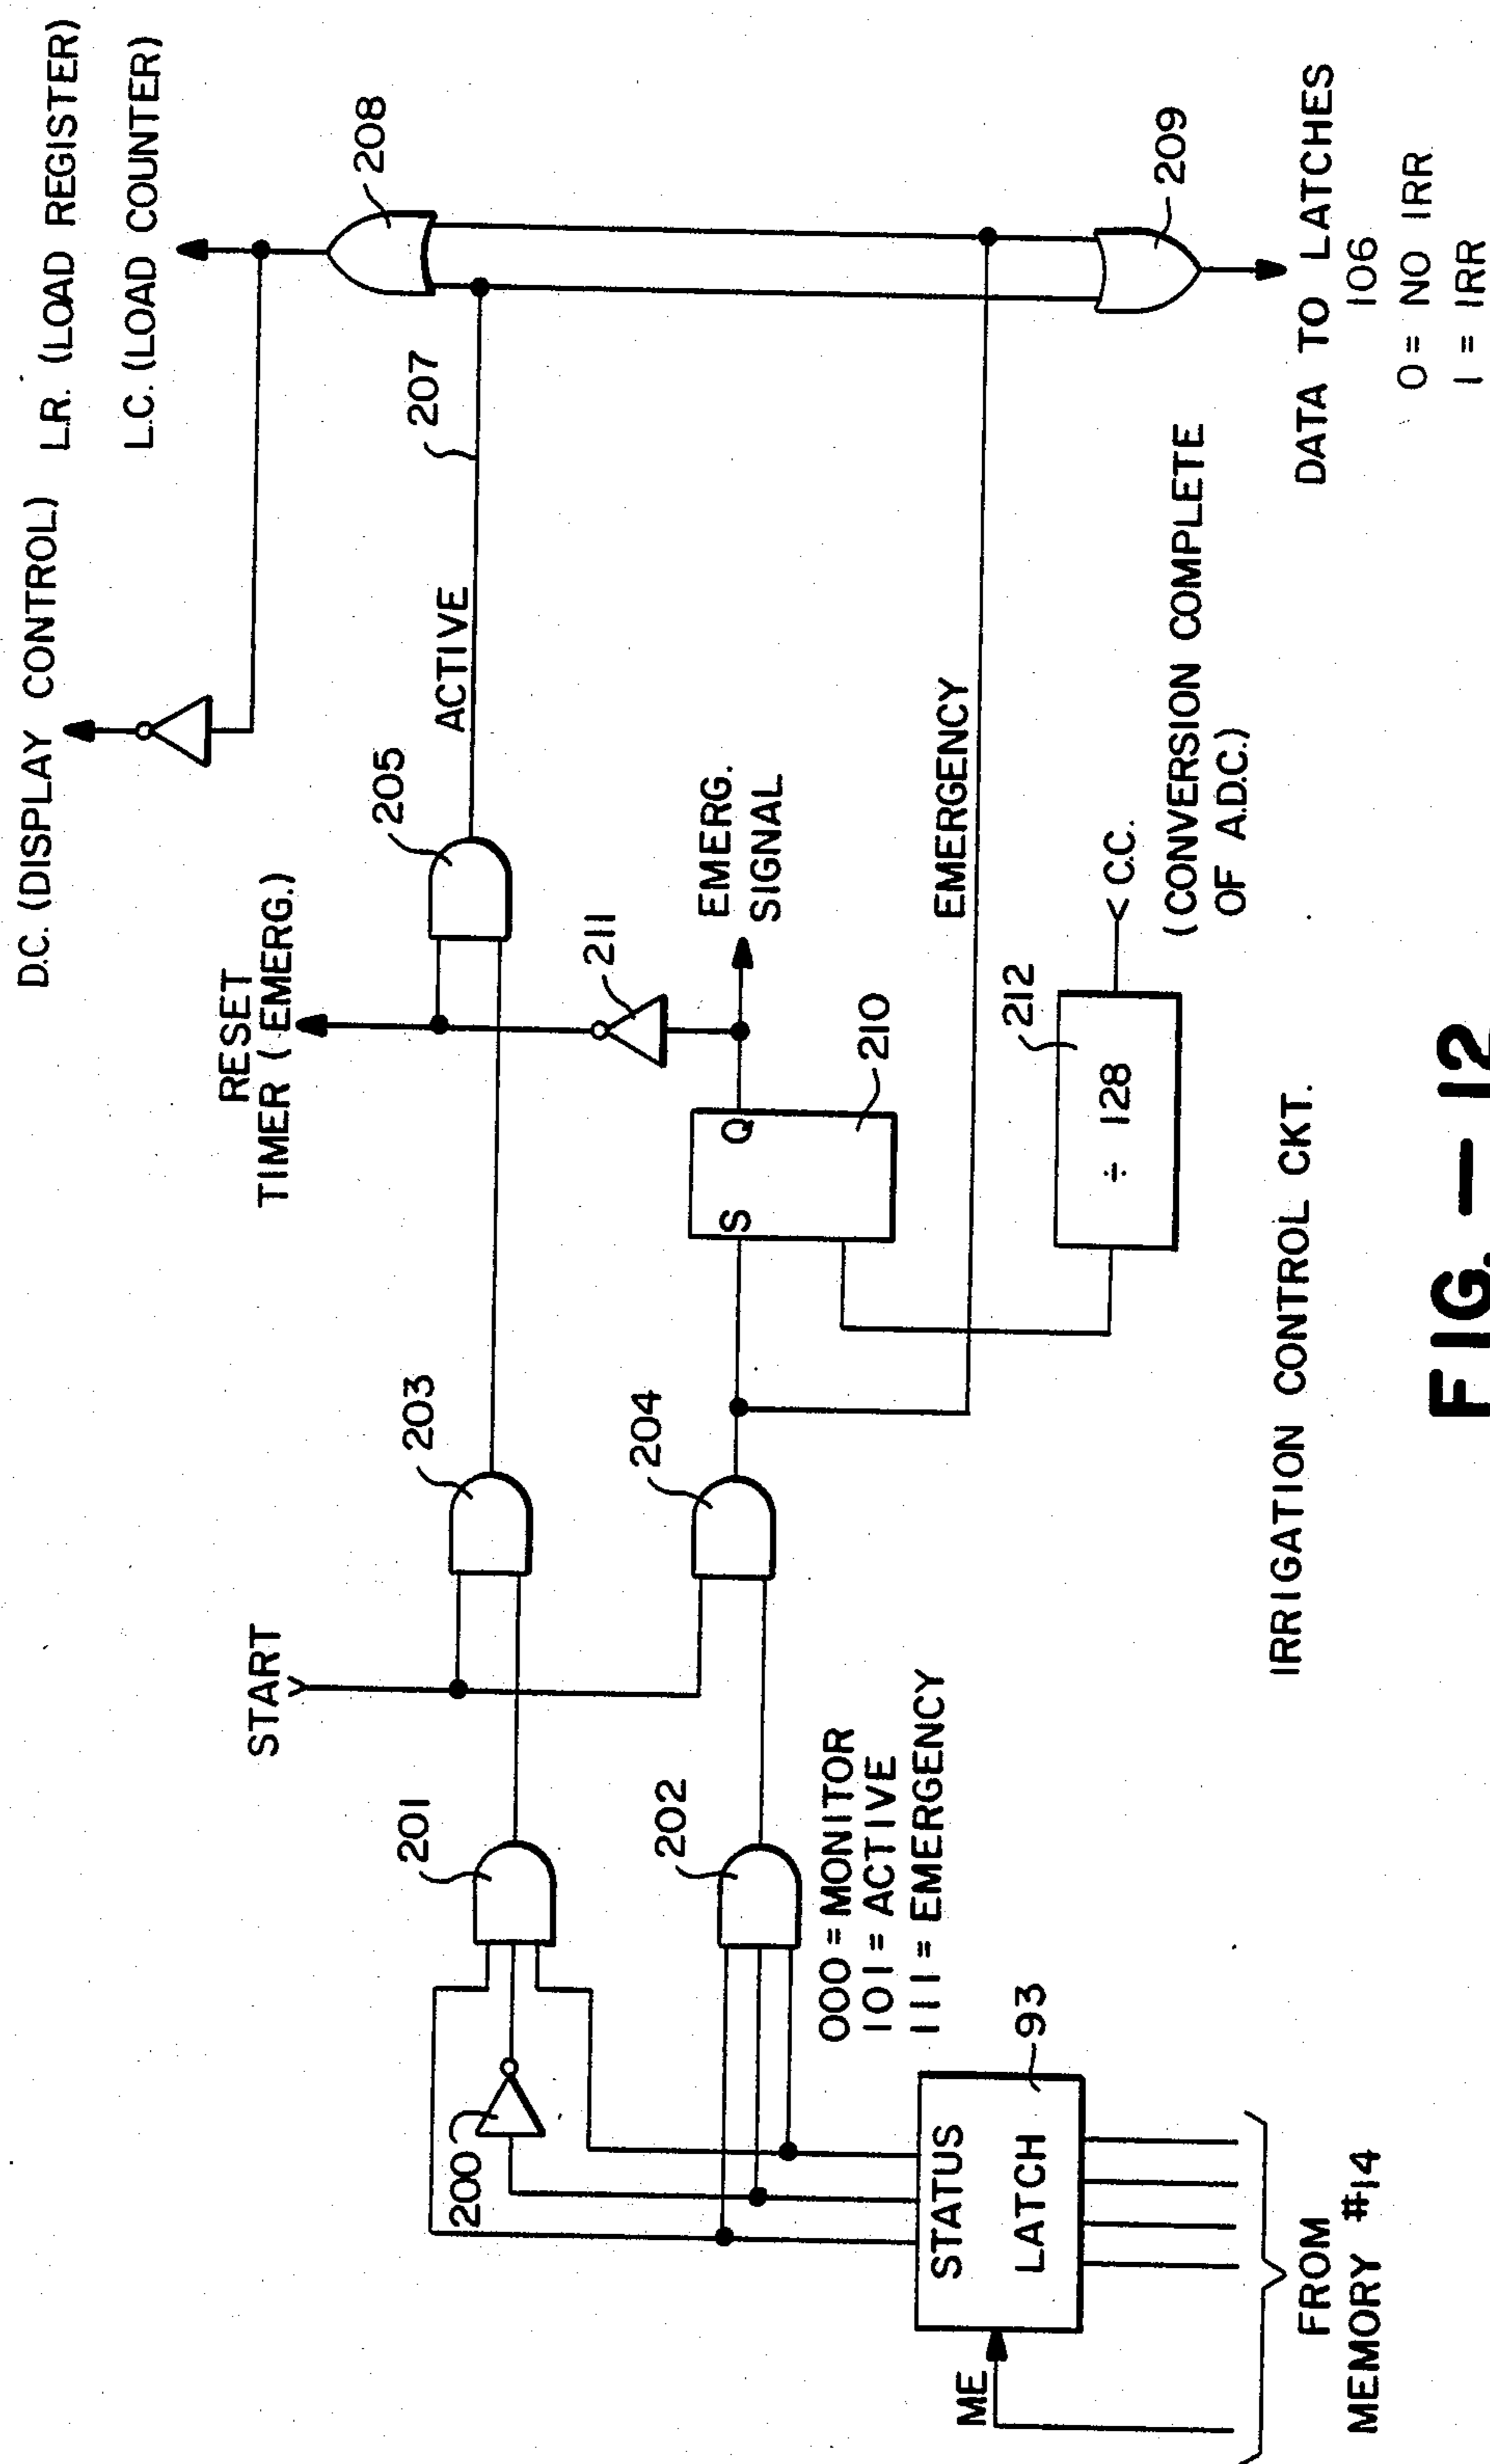 D.C. (DISPLAY CONTROL)
L.R. (LOAD REGISTER)
L.C. (LOAD COUNTER)
208
RESET
TIMER (EMERG.)
205
ACTIVE
207
START
203
211
EMERG.
SIGNAL
201
200
204
202
S
Q
210
EMERGENCY
209
000 = MONITOR
101 = ACTIVE
111 = EMERGENCY
212
÷ 128
C.C.
(CONVERSION COMPLETE
OF A.D.C.)
DATA TO LATCHES
106
0 = NO IRR
1 = IRR
ME
STATUS
LATCH
93
FROM
MEMORY #14
IRRIGATION CONTROL CKT.
FIG. — 12